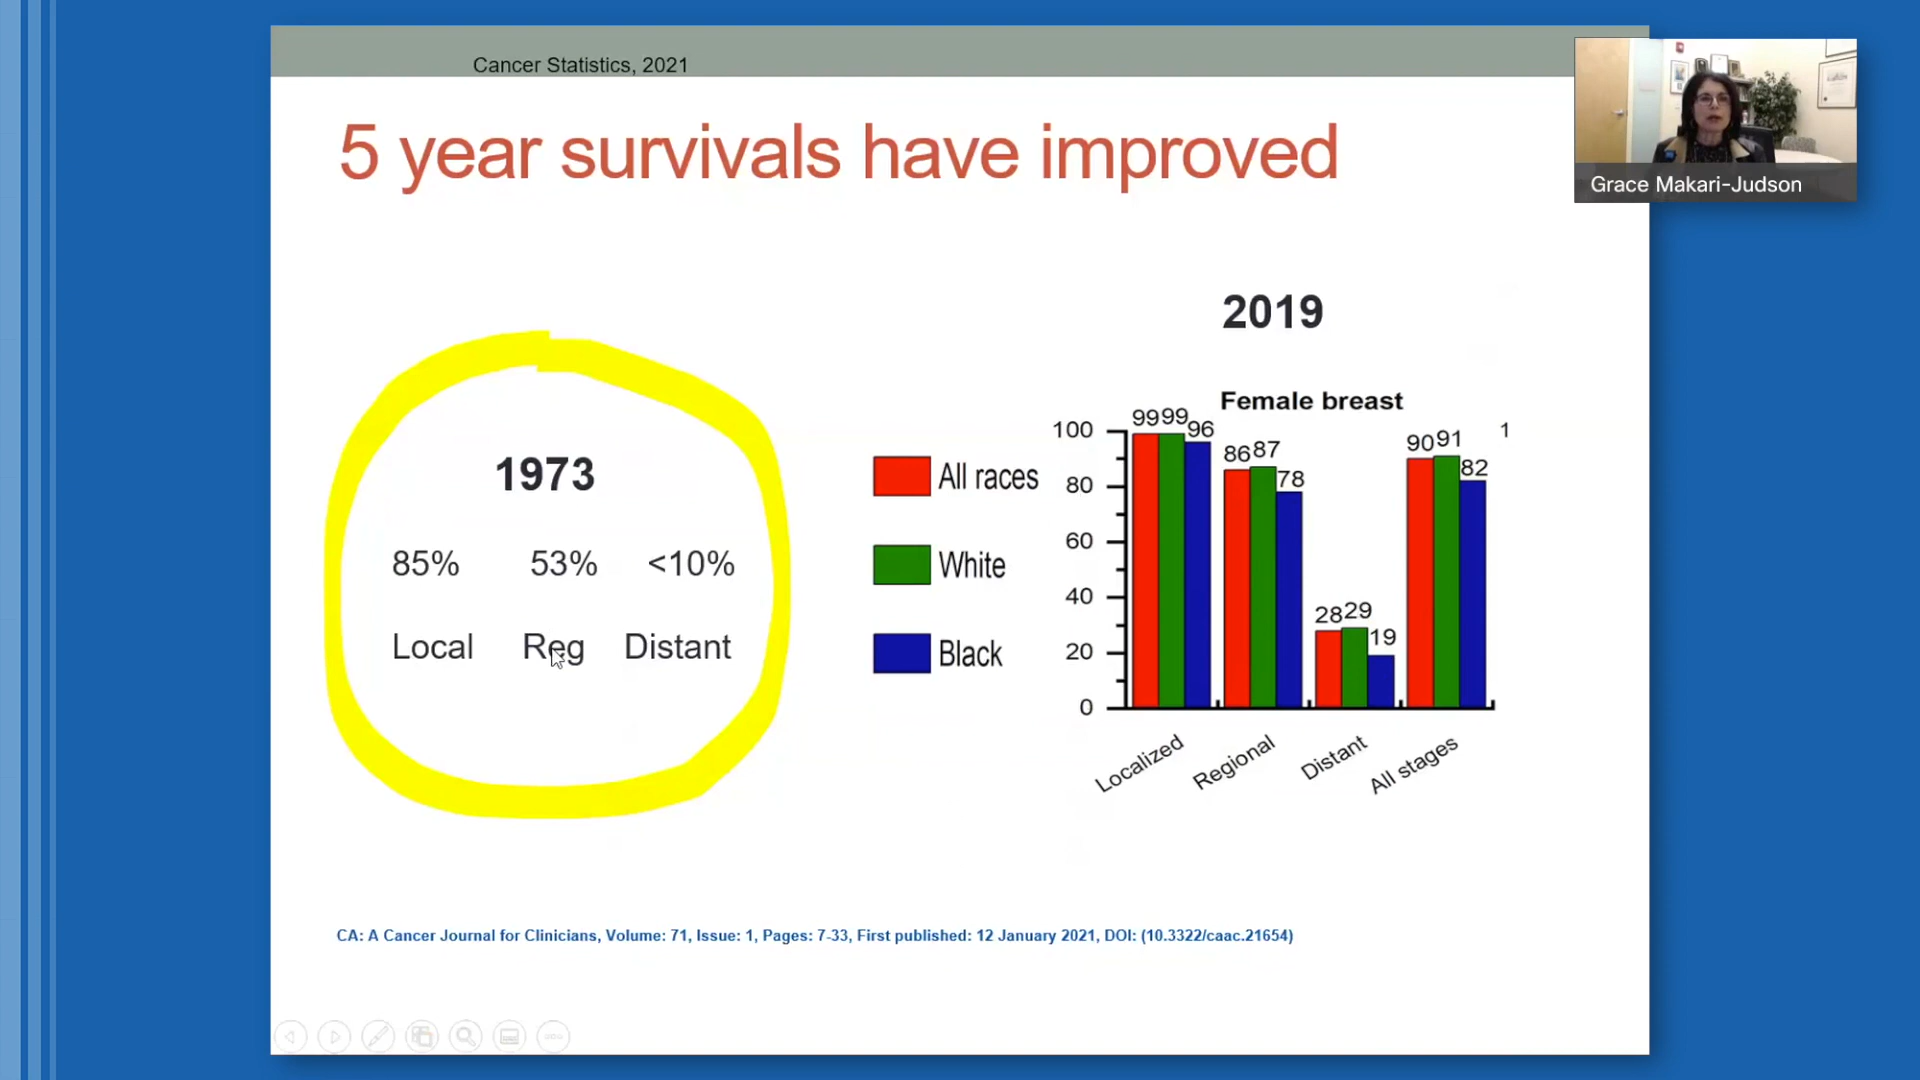 Cancer Statistics, 2021
5 year survivals have improved
Grace Makari-Judson
1973
85% 53% <10%
Local Reg Distant
All races
White
Black
2019
Female breast
100
80
60
40
20
0
99 99 96
86 87 78
28 29 19
90 91 82
1
Localized
Regional
Distant
All stages
CA: A Cancer Journal for Clinicians, Volume: 71, Issue: 1, Pages: 7-33, First published: 12 January 2021, DOI: (10.3322/caac.21654)